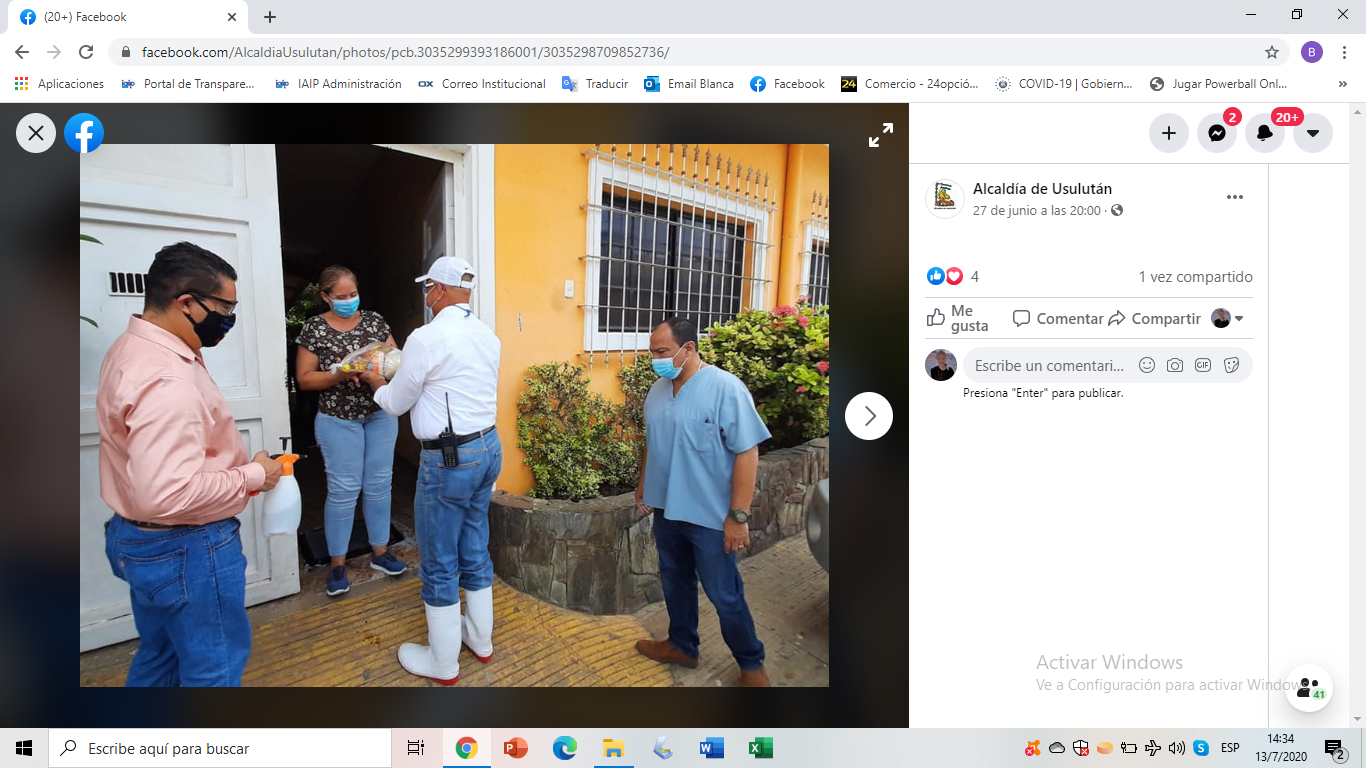 (20+) Facebook
facebook.com/AlcaldiaUsulutan/photos/pcb.3035299393186001/3035298709852736/
B
Aplicaciones
Portal de Transpare...
IAIP Administración
Correo Institucional
Traducir
Email Blanca
Facebook
24
Comercio - 24opció...
COVID-19 | Gobiern...
Jugar Powerball Onl...
2
20+
Alcaldía de Usulután
27 de junio a las 20:00
4
1 vez compartido
Me gusta
Comentar
Compartir
Escribe un comentari...
GIF
Presiona "Enter" para publicar.
Activar Windows
Ve a Configuración para activar Windows
41
Escribe aquí para buscar
ESP
14:34
13/7/2020
2